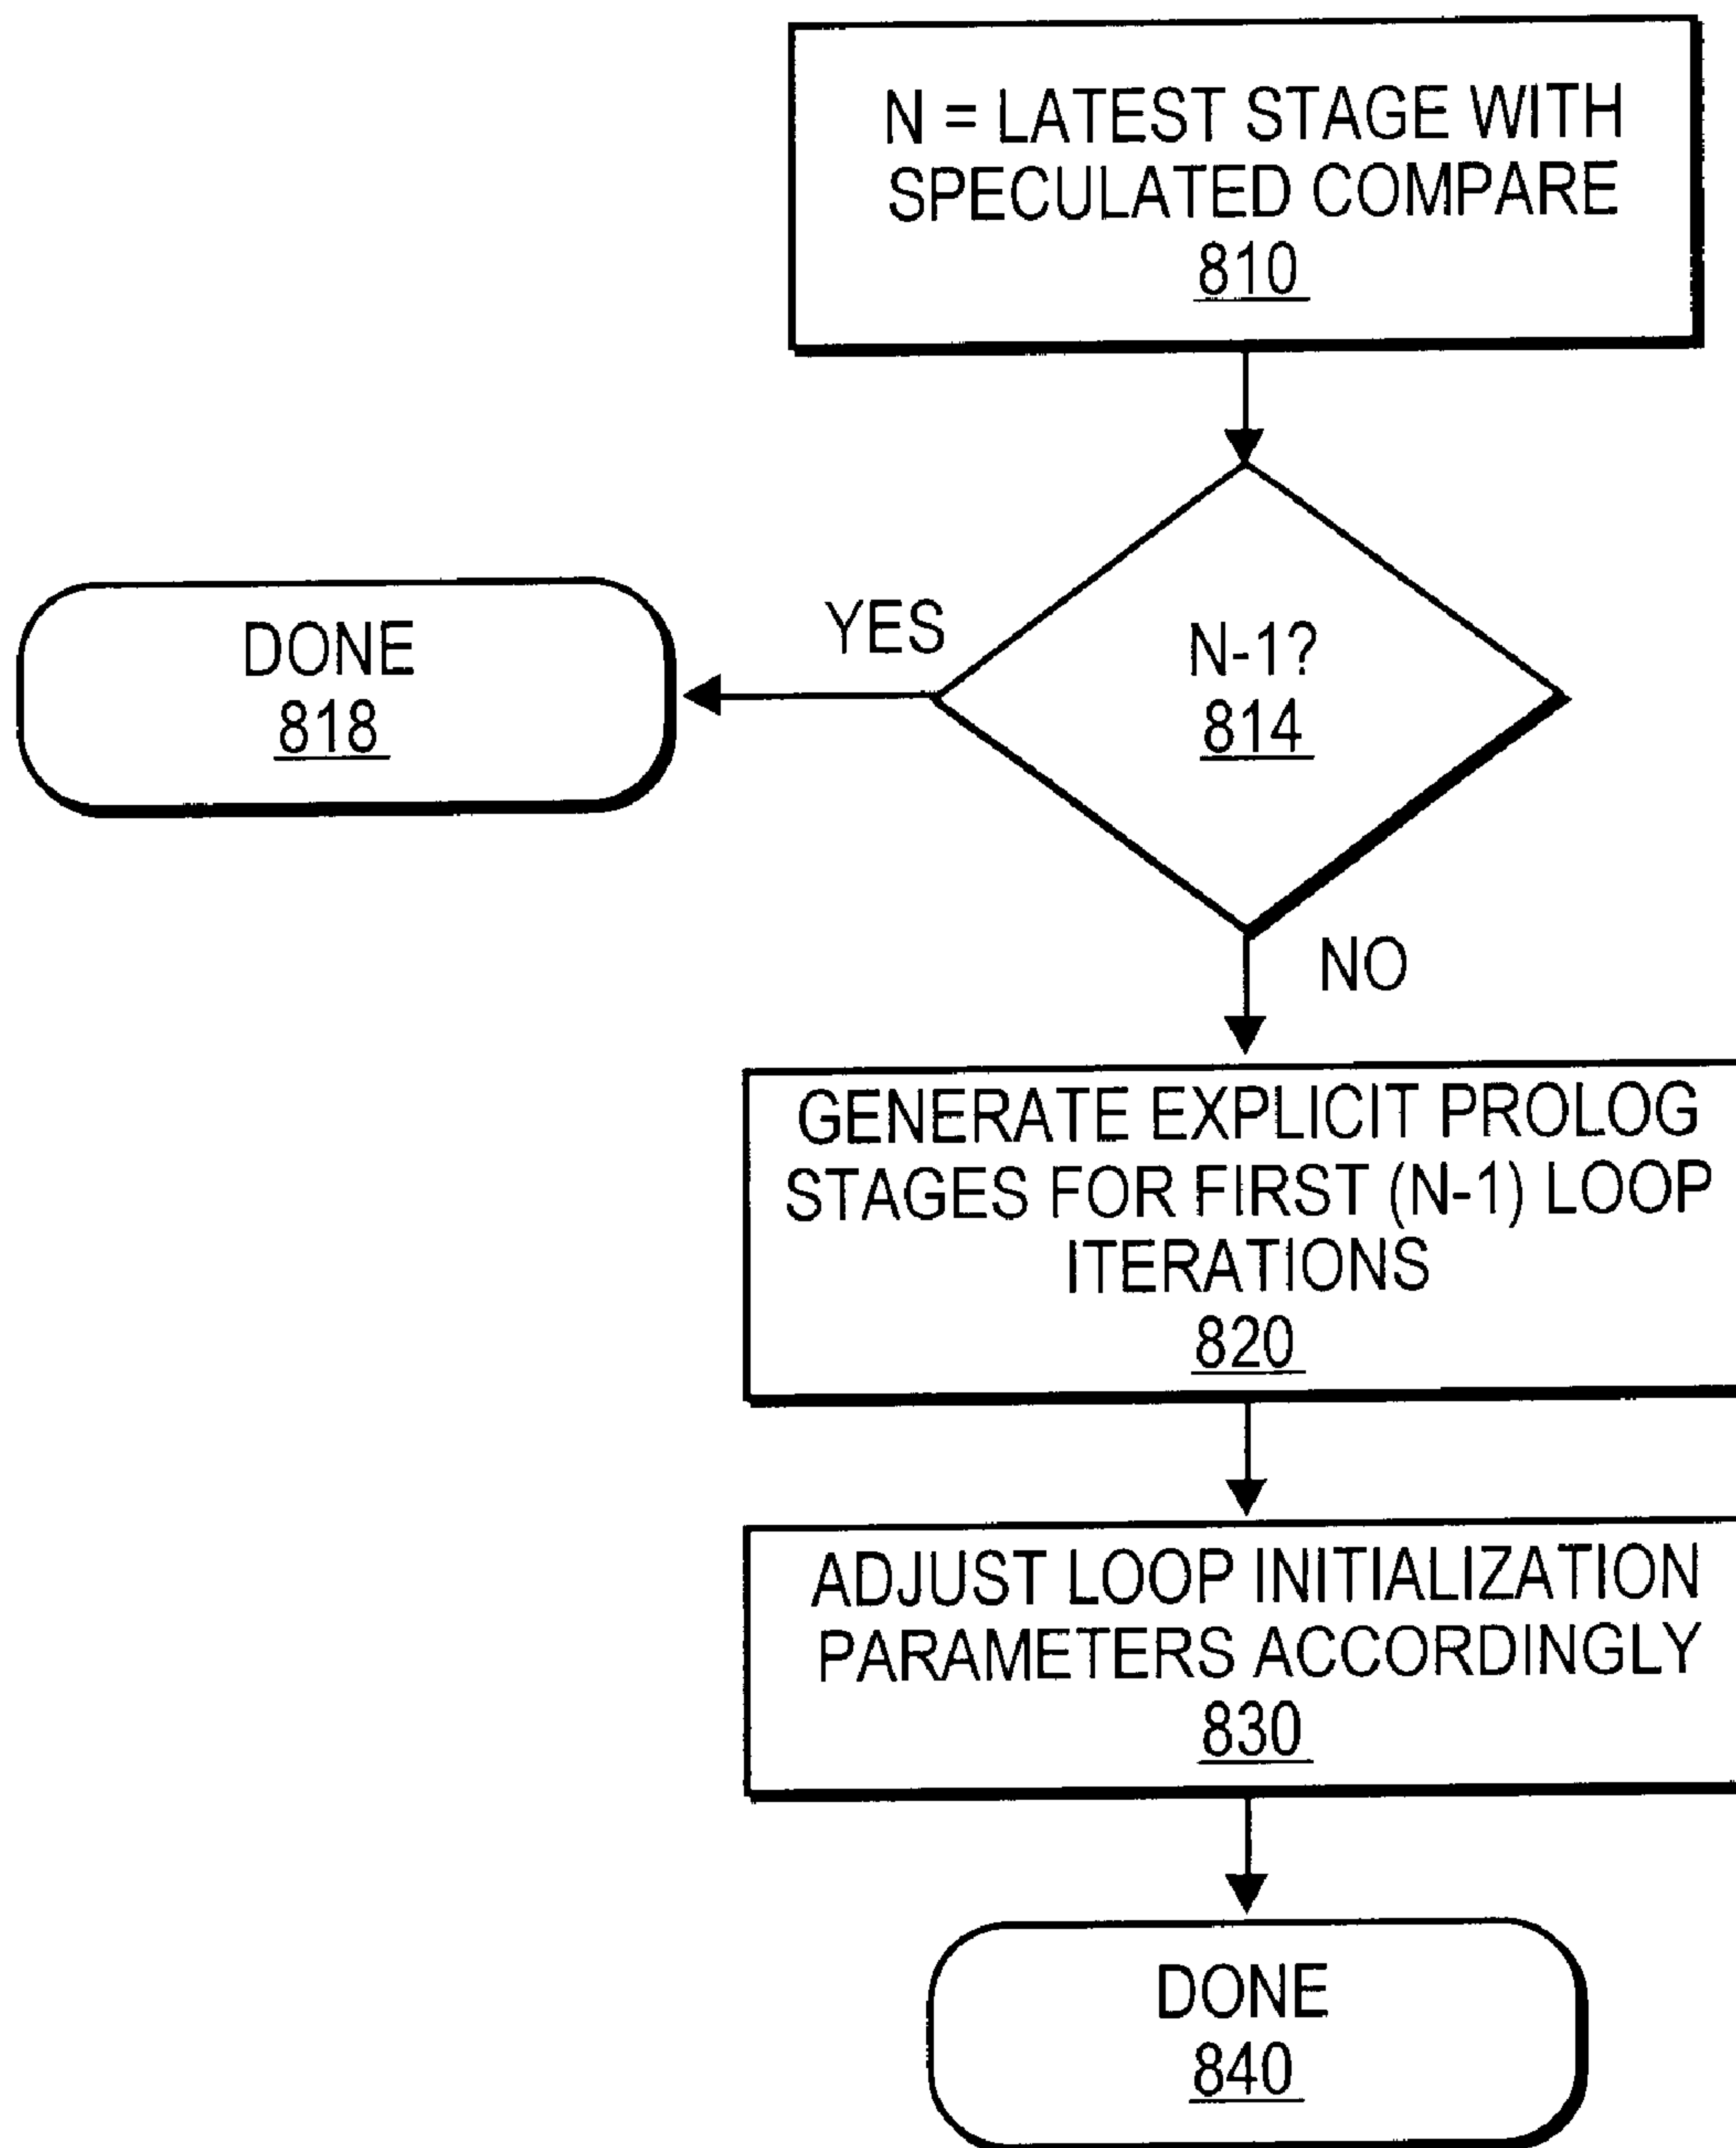 N = LATEST STAGE WITH
SPECULATED COMPARE
810
YES
N-1?
814
DONE
818
NO
GENERATE EXPLICIT PROLOG
STAGES FOR FIRST (N-1) LOOP
ITERATIONS
820
ADJUST LOOP INITIALIZATION
PARAMETERS ACCORDINGLY
830
DONE
840